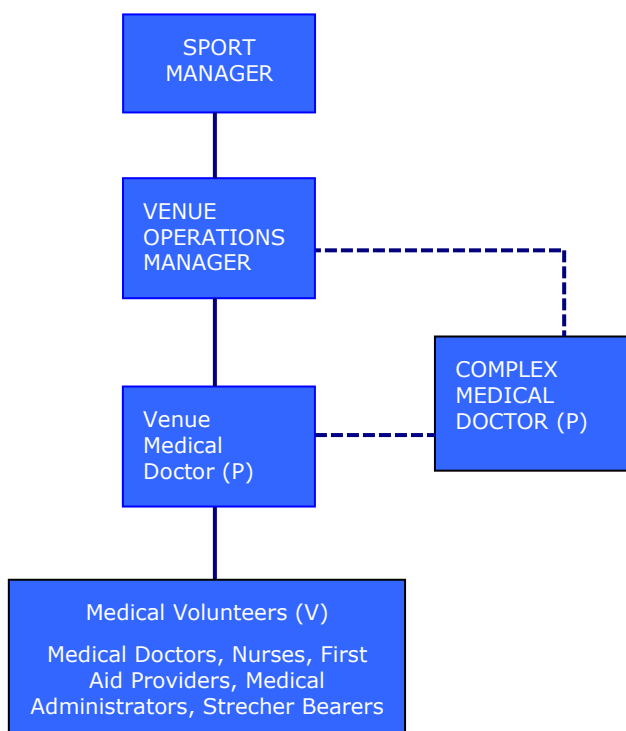 SPORT
MANAGER
VENUE
OPERATIONS
MANAGER
COMPLEX
MEDICAL
DOCTOR (P)
Venue
Medical
Doctor (P)
Medical Volunteers (V)
Medical Doctors, Nurses, First
Aid Providers, Medical
Administrators, Strecher Bearers